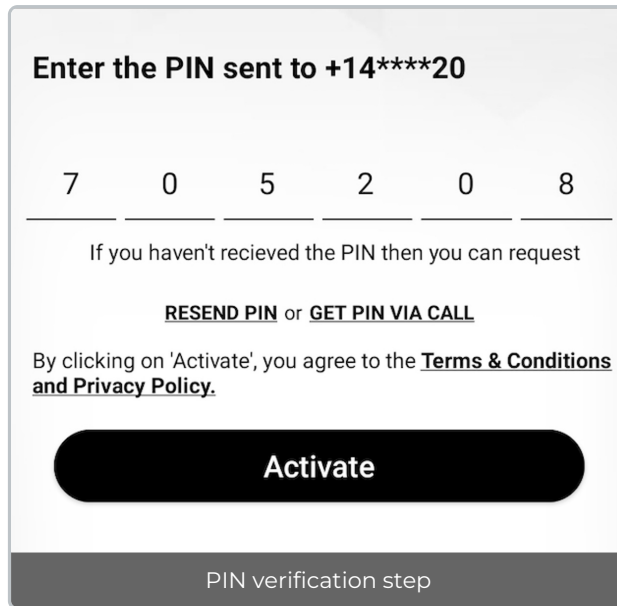 Enter the PIN sent to +14****20
7 0 5 2 0 8
If you haven't recieved the PIN then you can request
RESEND PIN or GET PIN VIA CALL
By clicking on 'Activate', you agree to the Terms & Conditions
and Privacy Policy.
Activate
PIN verification step